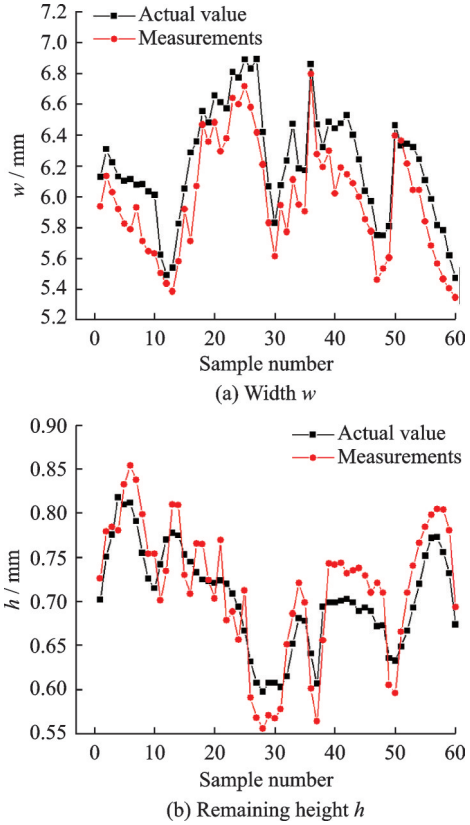 7.2
Actual value
7.0
Measurements
6.8
6.6
6.4
6.2
6.0
5.8
5.6
5.4
5.2
w / mm
0 10 20 30 40 50 60
Sample number
(a) Width w
0.90
Actual value
Measurements
0.85
0.80
0.75
0.70
0.65
0.60
0.55
h / mm
0 10 20 30 40 50 60
Sample number
(b) Remaining height h